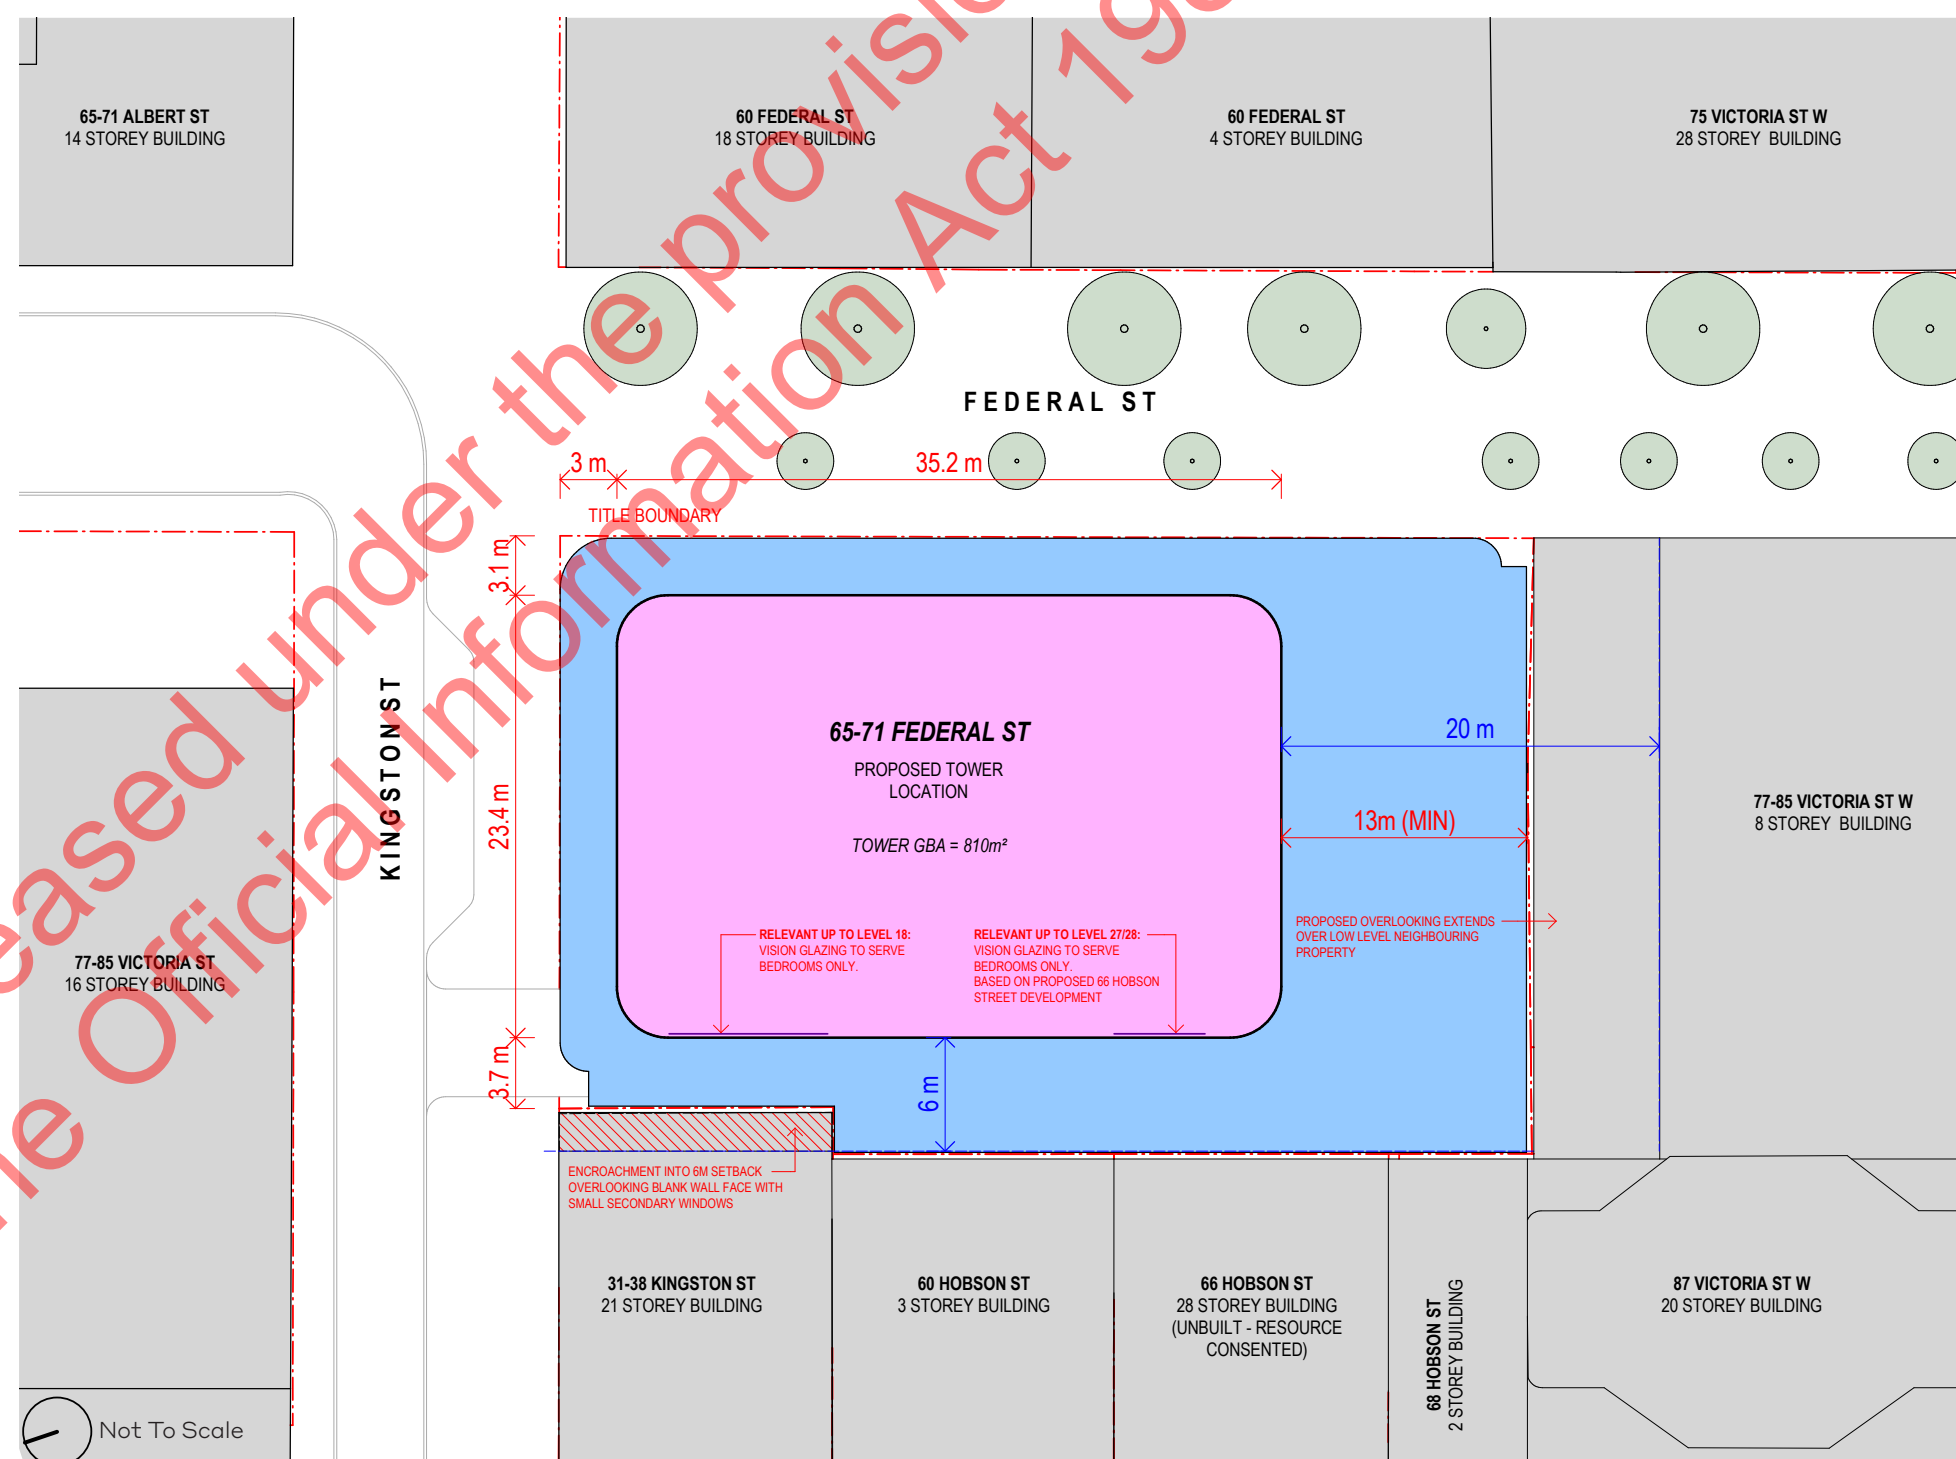 65-71 ALBERT ST
14 STOREY BUILDING
60 FEDERAL ST
18 STOREY BUILDING
60 FEDERAL ST
4 STOREY BUILDING
75 VICTORIA ST W
28 STOREY BUILDING
FEDERAL ST
3 m
35.2 m
TITLE BOUNDARY
3.1 m
23.4 m
3.7 m
KINGSTON ST
65-71 FEDERAL ST
PROPOSED TOWER
LOCATION
TOWER GBA = 810m²
20 m
13m (MIN)
77-85 VICTORIA ST W
8 STOREY BUILDING
RELEVANT UP TO LEVEL 18:
VISION GLAZING TO SERVE
BEDROOMS ONLY.
RELEVANT UP TO LEVEL 27/28:
VISION GLAZING TO SERVE
BEDROOMS ONLY.
BASED ON PROPOSED 66 HOBSON
STREET DEVELOPMENT
PROPOSED OVERLOOKING EXTENDS
OVER LOW LEVEL NEIGHBOURING
PROPERTY
77-85 VICTORIA ST
16 STOREY BUILDING
6 m
ENCROACHMENT INTO 6M SETBACK
OVERLOOKING BLANK WALL FACE WITH
SMALL SECONDARY WINDOWS
31-38 KINGSTON ST
21 STOREY BUILDING
60 HOBSON ST
3 STOREY BUILDING
66 HOBSON ST
28 STOREY BUILDING
(UNBUILT - RESOURCE
CONSENTED)
68 HOBSON ST
2 STOREY BUILDING
87 VICTORIA ST W
20 STOREY BUILDING
Not To Scale
under the
Official Information Act